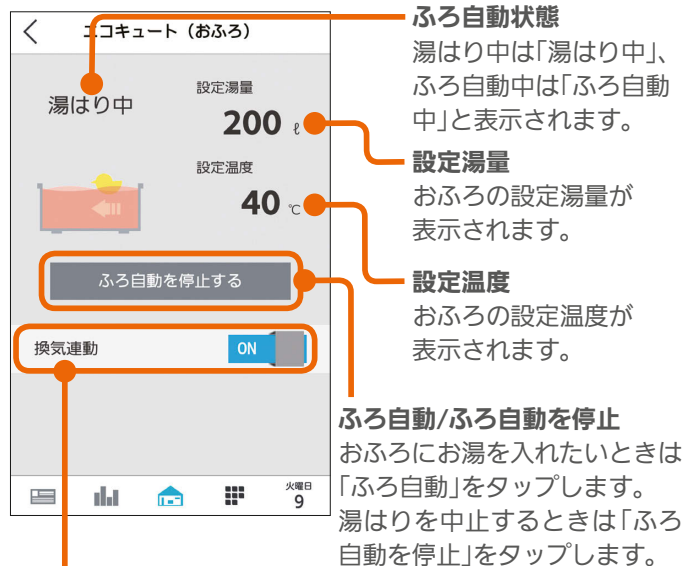 エコキュート（おふろ）
湯はり中
設定湯量
200 ℓ
設定温度
40 ℃
ふろ自動を停止する
換気連動
ON
火曜日
9
ふろ自動状態
湯はり中は「湯はり中」、
ふろ自動中は「ふろ自動
中」と表示されます。
設定湯量
おふろの設定湯量が
表示されます。
設定温度
おふろの設定温度が
表示されます。
ふろ自動/ふろ自動を停止
おふろにお湯を入れたいときは
「ふろ自動」をタップします。
湯はりを中止するときは「ふろ
自動を停止」をタップします。